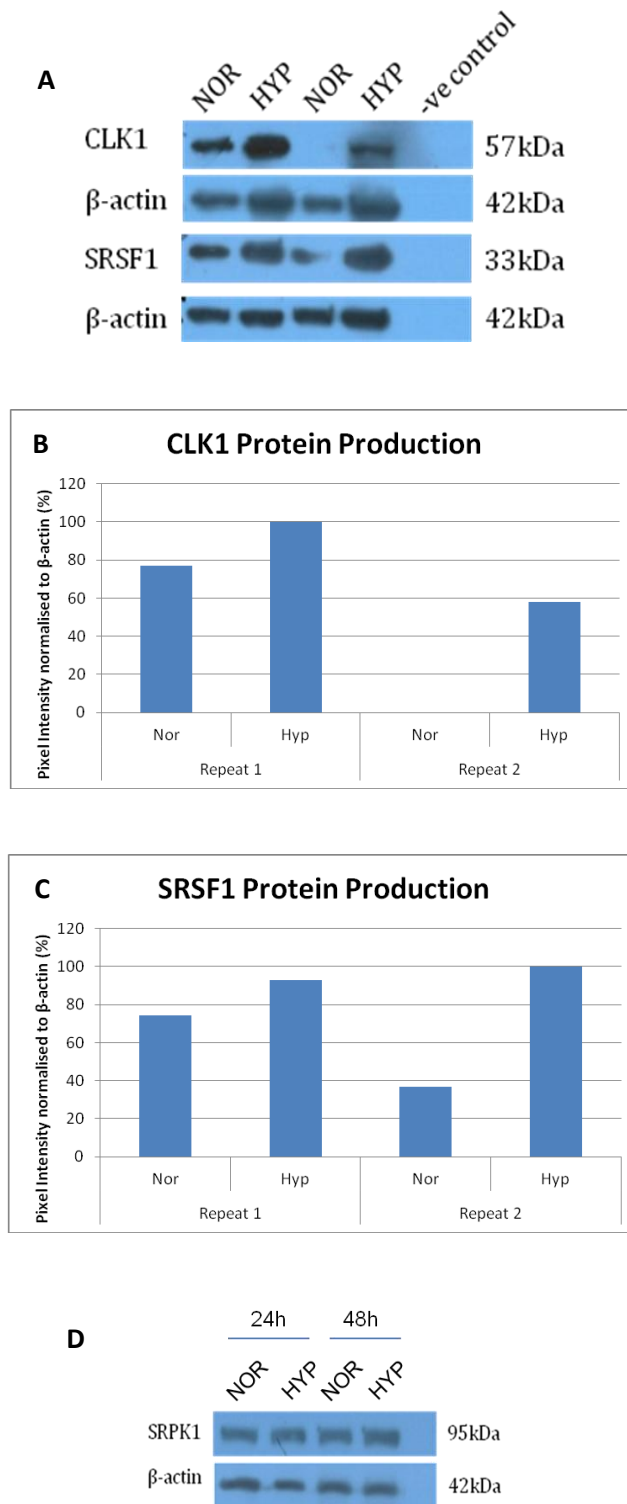 A
NOR HYP NOR HYP -ve control
CLK1 57kDa
β-actin 42kDa
SRSF1 33kDa
β-actin 42kDa
B
CLK1 Protein Production
Pixel Intensity normalised to β-actin (%)
120
100
80
60
40
20
0
Nor Hyp Nor Hyp
Repeat 1 Repeat 2
C
SRSF1 Protein Production
Pixel Intensity normalised to β-actin (%)
120
100
80
60
40
20
0
Nor Hyp Nor Hyp
Repeat 1 Repeat 2
D
24h 48h
NOR HYP NOR HYP
SRPK1 95kDa
β-actin 42kDa